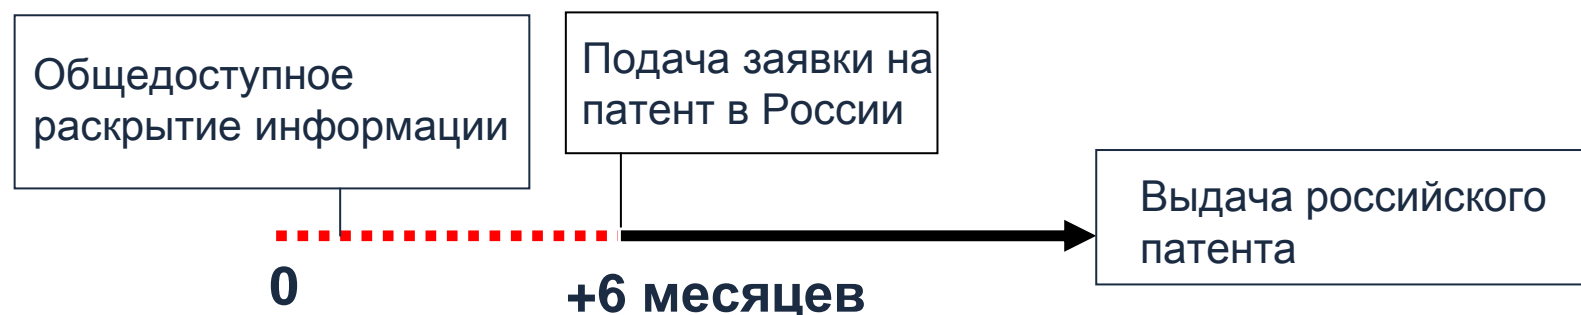 Общедоступное
раскрытие информации
Подача заявки на
патент в России
Выдача российского
патента
0
+6 месяцев